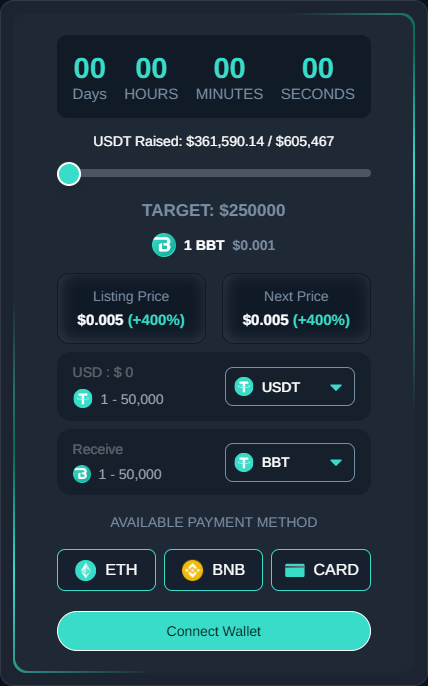 00 00 00 00
Days HOURS MINUTES SECONDS
USDT Raised: $361,590.14 / $605,467
TARGET: $250000
1 BBT $0.001
Listing Price Next Price
$0.005 (+400%) $0.005 (+400%)
USD : $ 0
1 - 50,000 USDT
Receive
1 - 50,000 BBT
AVAILABLE PAYMENT METHOD
ETH BNB CARD
Connect Wallet